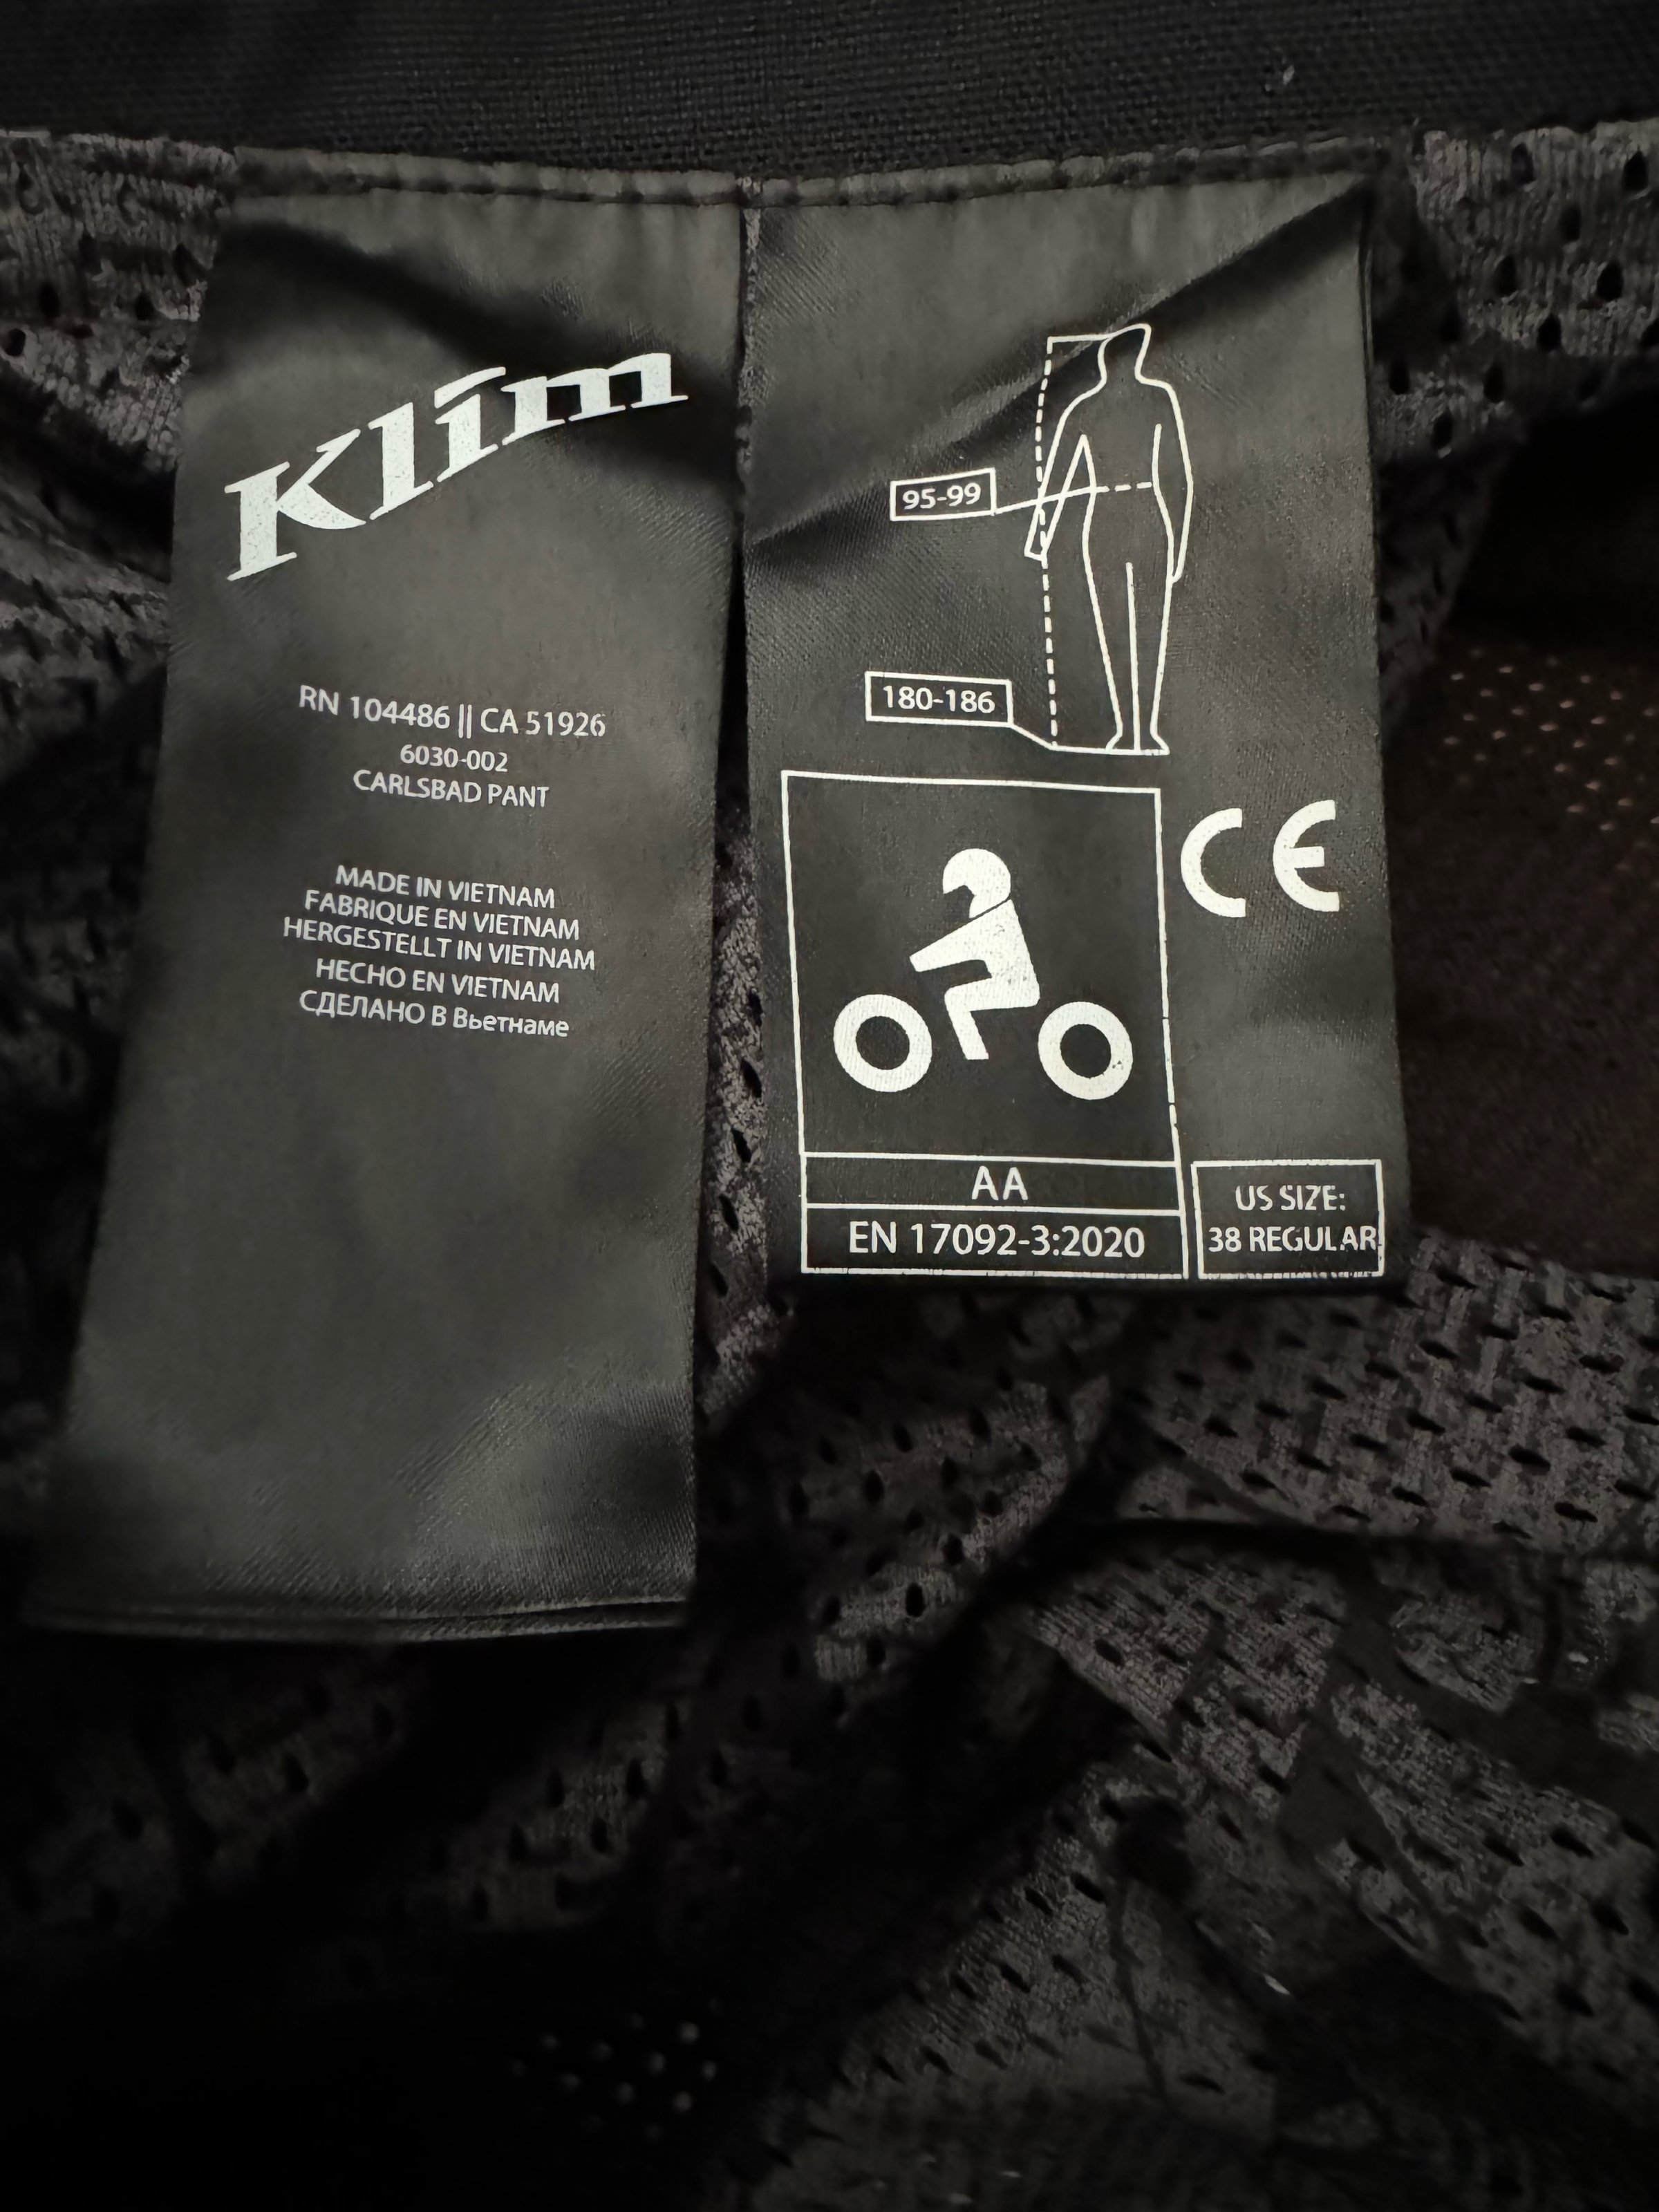 Klim
RN 104486 || CA 51926
6030-002
CARLSBAD PANT
MADE IN VIETNAM
FABRIQUE EN VIETNAM
HERGESTELLT IN VIETNAM
HECHO EN VIETNAM
СДЕЛАНО В Вьетнаме
95-99
180-186
CE
AA
EN 17092-3:2020
US SIZE:
38 REGULAR